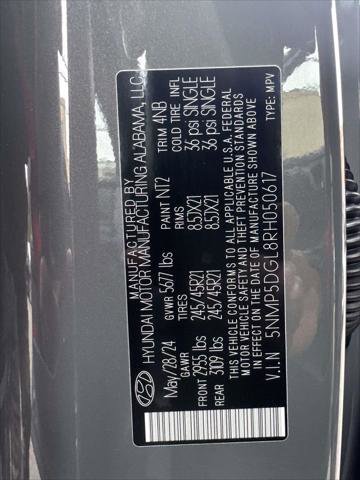 MANUFACTURED BY
HYUNDAI MOTOR MANUFACTURING ALABAMA, LLC
May/28/24 PAINT NT2 TRIM 4NB
GVWR 5677 lbs
GAWR TIRES RIMS COLD TIRE INFL
FRONT 2955 lbs 245/45R21 8.5JX21 36 psi SINGLE
REAR 3109 lbs 245/45R21 8.5JX21 36 psi SINGLE
THIS VEHICLE CONFORMS TO ALL APPLICABLE U.S.A. FEDERAL
MOTOR VEHICLE SAFETY AND THEFT PREVENTION STANDARDS
IN EFFECT ON THE DATE OF MANUFACTURE SHOWN ABOVE.
V.I.N 5NMP5DGL8RH050617 TYPE: MPV